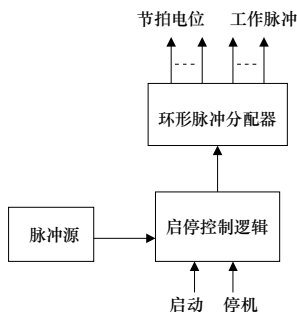 节拍电位 工作脉冲
环形脉冲分配器
脉冲源
启停控制逻辑
启动 停机